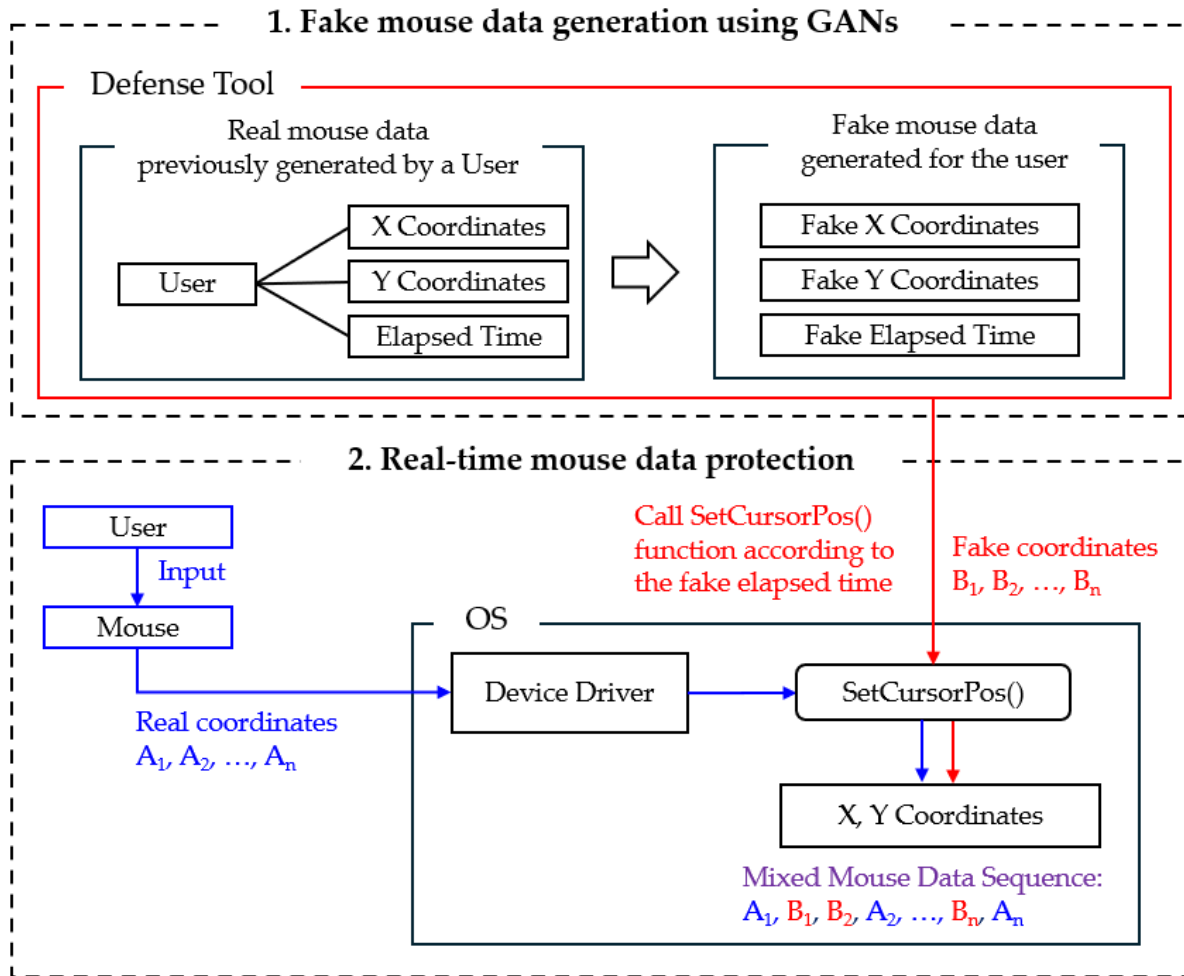 1. Fake mouse data generation using GANs
Defense Tool
Real mouse data
previously generated by a User
User
X Coordinates
Y Coordinates
Elapsed Time
Fake mouse data
generated for the user
Fake X Coordinates
Fake Y Coordinates
Fake Elapsed Time
2. Real-time mouse data protection
User
Input
Mouse
Real coordinates
A₁, A₂, …, Aₙ
Call SetCursorPos()
function according to
the fake elapsed time
Fake coordinates
B₁, B₂, …, Bₙ
OS
Device Driver
SetCursorPos()
X, Y Coordinates
Mixed Mouse Data Sequence:
A₁, B₁, B₂, A₂, …, Bₙ, Aₙ